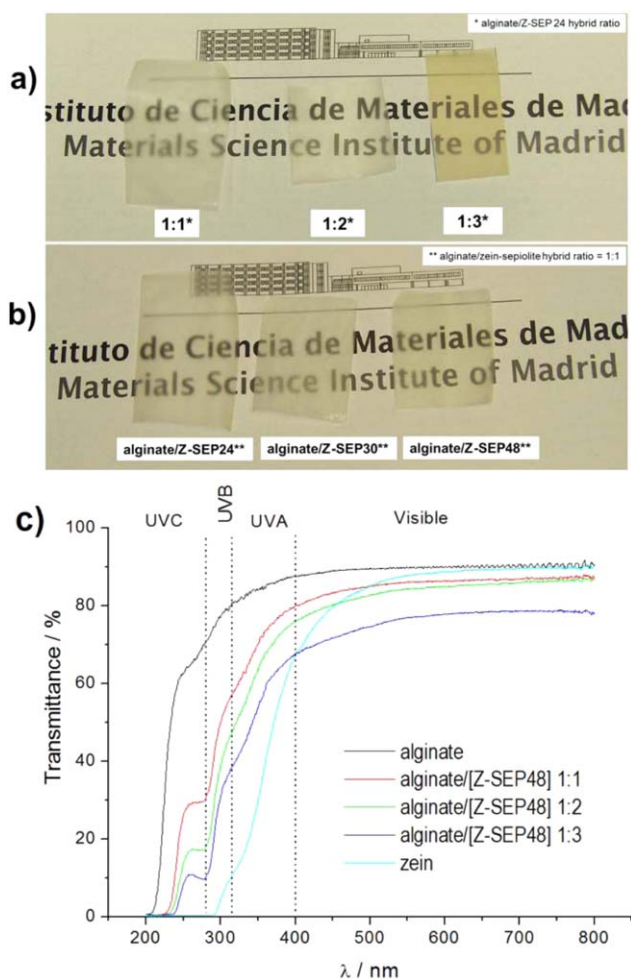 * alginate/Z-SEP 24 hybrid ratio
a)
stituto de Ciencia de Materiales de Mad
Materials Science Institute of Madrid
1:1*
1:2*
1:3*
** alginate/zein-sepiolite hybrid ratio = 1:1
b)
tituto de Ciencia de Materiales de Mad
Materials Science Institute of Madrid
alginate/Z-SEP24**
alginate/Z-SEP30**
alginate/Z-SEP48**
c)
UVC
UVB
UVA
Visible
100
80
60
40
20
0
Transmittance / %
alginate
alginate/[Z-SEP48] 1:1
alginate/[Z-SEP48] 1:2
alginate/[Z-SEP48] 1:3
zein
200 300 400 500 600 700 800
λ / nm